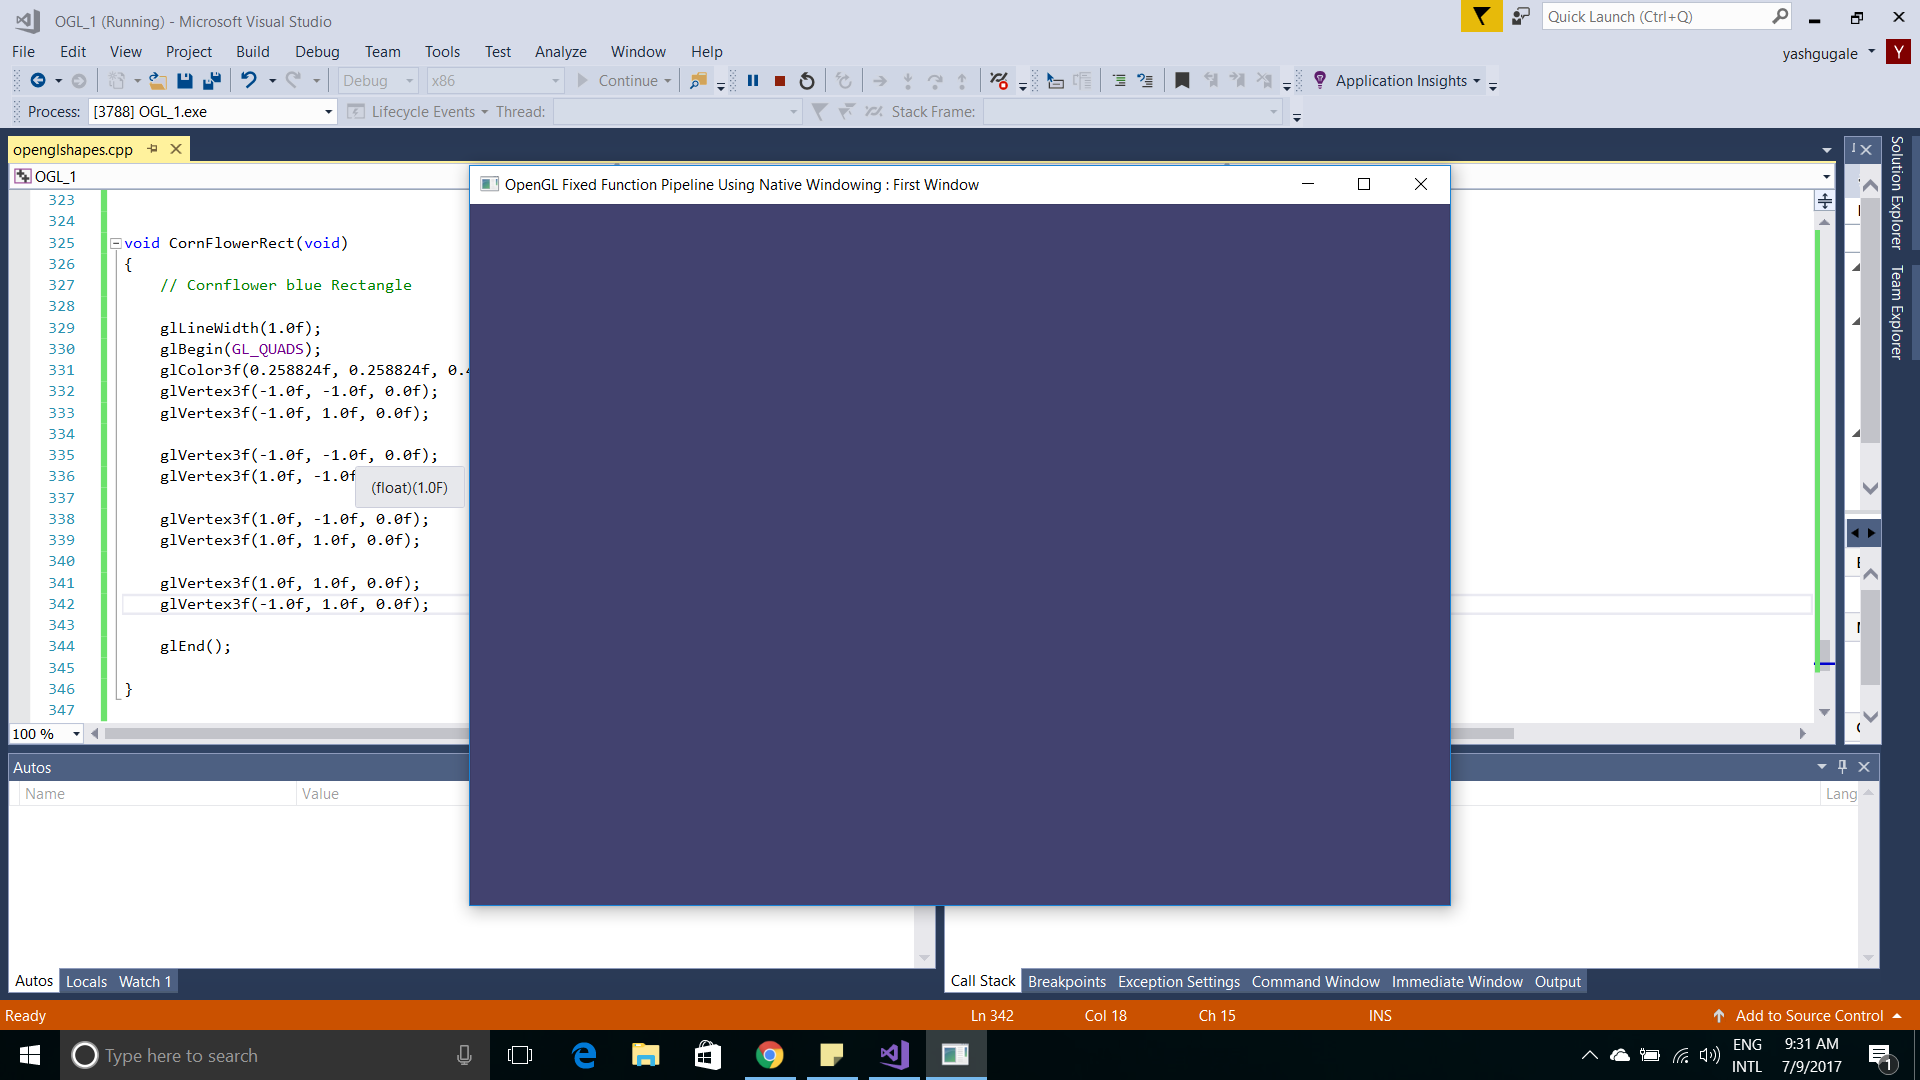 OGL_1 (Running) - Microsoft Visual Studio
Quick Launch (Ctrl+Q)
File Edit View Project Build Debug Team Tools Test Analyze Window Help
yashgugale Y
Debug x86 Continue Application Insights
Process: [3788] OGL_1.exe Lifecycle Events Thread: Stack Frame:
openglshapes.cpp
OGL_1
OpenGL Fixed Function Pipeline Using Native Windowing : First Window
323
324
325 void CornFlowerRect(void)
326 {
327 // Cornflower blue Rectangle
328
329 glLineWidth(1.0f);
330 glBegin(GL_QUADS);
331 glColor3f(0.258824f, 0.258824f, 0.4
332 glVertex3f(-1.0f, -1.0f, 0.0f);
333 glVertex3f(-1.0f, 1.0f, 0.0f);
334
335 glVertex3f(-1.0f, -1.0f, 0.0f);
336 glVertex3f(1.0f, -1.0f
(float)(1.0F)
337
338 glVertex3f(1.0f, -1.0f, 0.0f);
339 glVertex3f(1.0f, 1.0f, 0.0f);
340
341 glVertex3f(1.0f, 1.0f, 0.0f);
342 glVertex3f(-1.0f, 1.0f, 0.0f);
343
344 glEnd();
345
346 }
347
100 %
Solution Explorer
Team Explorer
Autos
Name Value
Lang
Autos Locals Watch 1
Call Stack Breakpoints Exception Settings Command Window Immediate Window Output
Ready Ln 342 Col 18 Ch 15 INS Add to Source Control
Type here to search
ENG
INTL
9:31 AM
7/9/2017
1